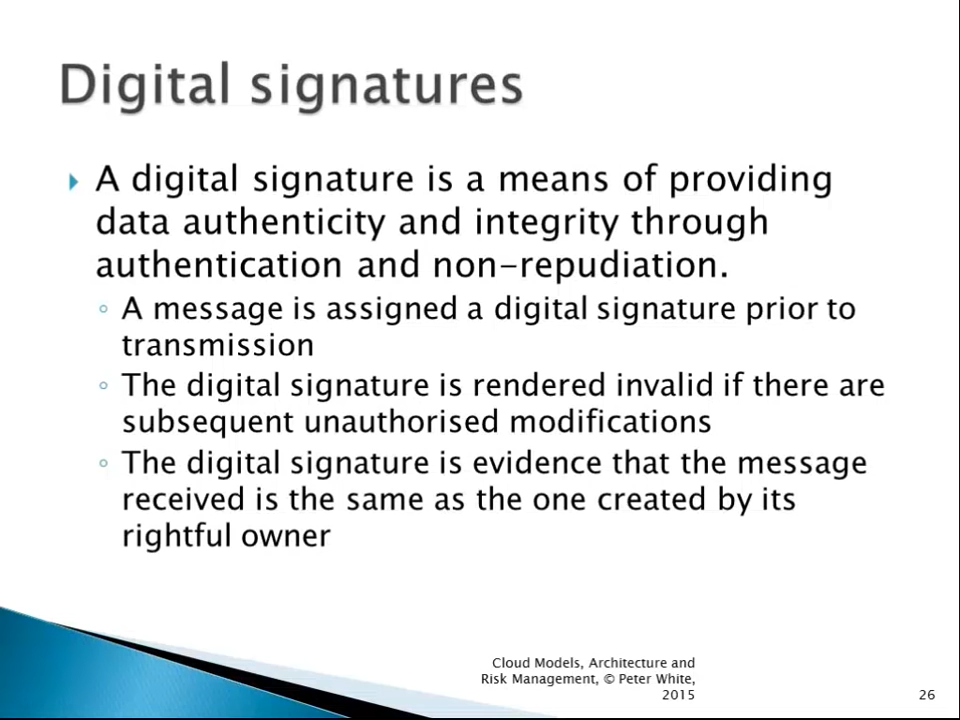 Digital signatures
A digital signature is a means of providing
data authenticity and integrity through
authentication and non-repudiation.
A message is assigned a digital signature prior to
transmission
The digital signature is rendered invalid if there are
subsequent unauthorised modifications
The digital signature is evidence that the message
received is the same as the one created by its
rightful owner
Cloud Models, Architecture and
Risk Management, © Peter White,
2015
26